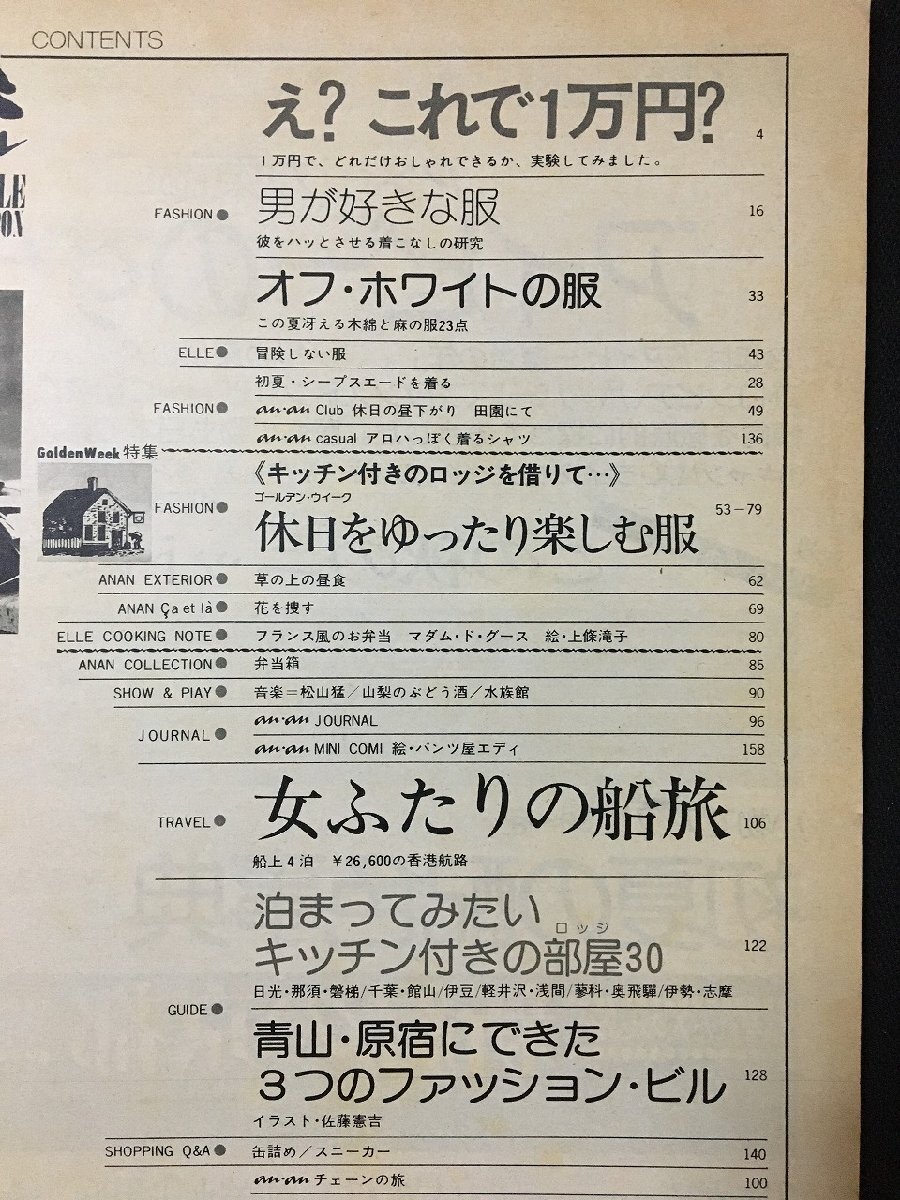 CONTENTS
え? これで1万円? 4
1万円で、どれだけおしゃれできるか、実験してみました。
FASHION● 男が好きな服 16
彼をハッとさせる着こなしの研究
オフ・ホワイトの服 33
この夏冴える木綿と麻の服23点
ELLE● 冒険しない服 43
初夏・シープスエードを着る 28
FASHION● an・an Club 休日の昼下がり 田園にて 49
an・an casual アロハっぽく着るシャツ 136
GoldenWeek 特集
《キッチン付きのロッジを借りて…》
FASHION● 53-79
ゴールデン・ウイーク
休日をゆったり楽しむ服
ANAN EXTERIOR● 草の上の昼食 62
ANAN Ça et là● 花を捜す 69
ELLE COOKING NOTE● フランス風のお弁当 マダム・ド・グース 絵・上條滝子 80
ANAN COLLECTION● 弁当箱 85
SHOW & PLAY● 音楽=松山猛/山梨のぶどう酒/水族館 90
an・an JOURNAL 96
JOURNAL●
an・an MINI COMI 絵・パンツ屋エディ 158
TRAVEL● 女ふたりの船旅 106
船上4泊 ¥26,600の香港航路
泊まってみたい
ロッジ
キッチン付きの部屋30 122
日光・那須・磐梯/千葉・館山/伊豆/軽井沢・浅間/蓼科・奥飛驒/伊勢・志摩
GUIDE●
青山・原宿にできた
3つのファッション・ビル 128
イラスト・佐藤憲吉
SHOPPING Q&A● 缶詰め/スニーカー 140
an・an チェーンの旅 100